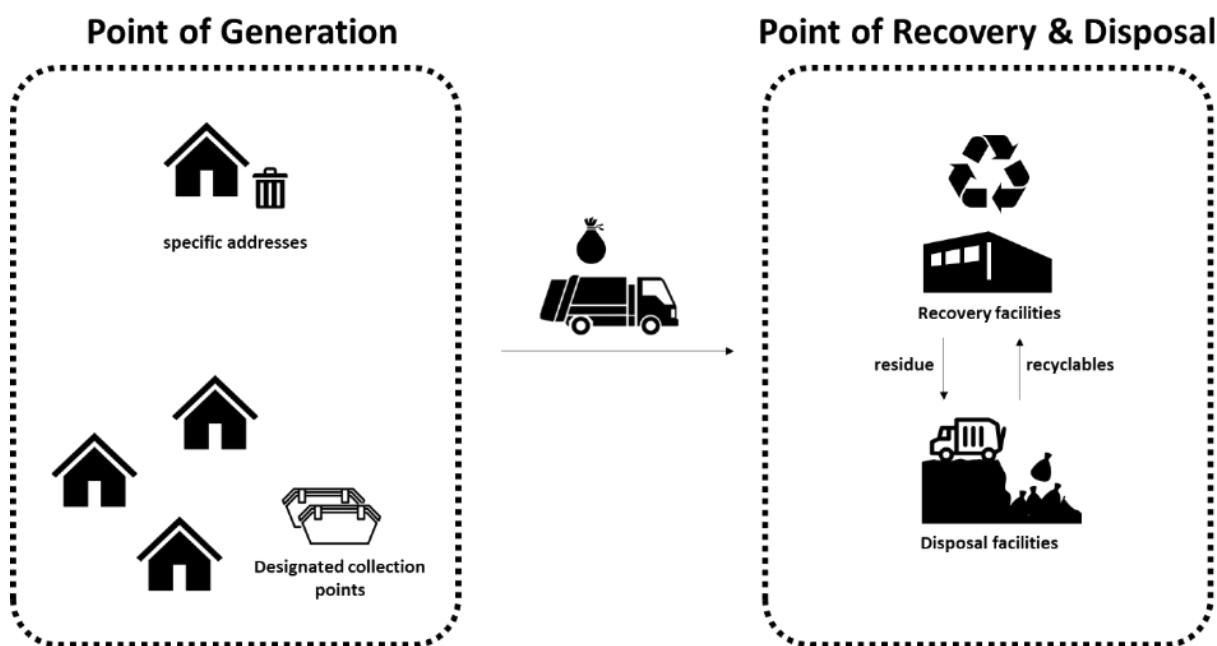 Point of Generation
Point of Recovery & Disposal
specific addresses
Recovery facilities
residue
recyclables
Designated collection
points
Disposal facilities